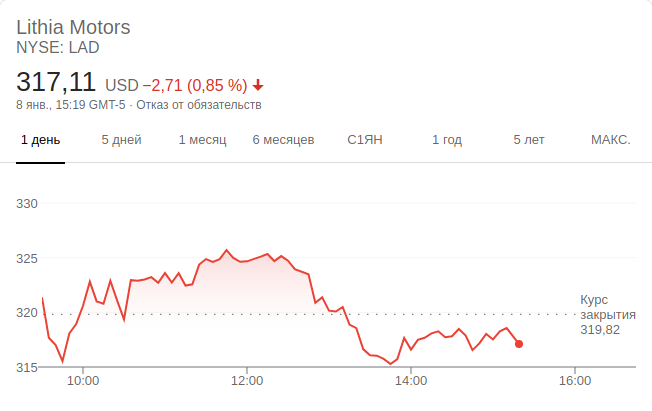 Lithia Motors
NYSE: LAD
317,11 USD −2,71 (0,85 %)
8 янв., 15:19 GMT-5 · Отказ от обязательств
1 день 5 дней 1 месяц 6 месяцев С1ЯН 1 год 5 лет МАКС.
330
325
320
315
Курс
закрытия
319,82
10:00 12:00 14:00 16:00